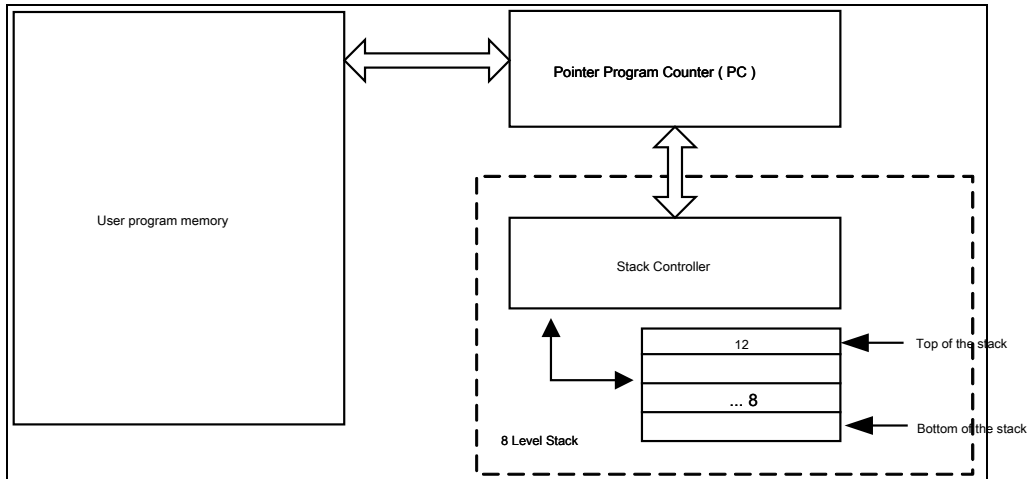 Pointer Program Counter ( PC )
User program memory
Stack Controller
12
Top of the stack
... 8
Bottom of the stack
8 Level Stack